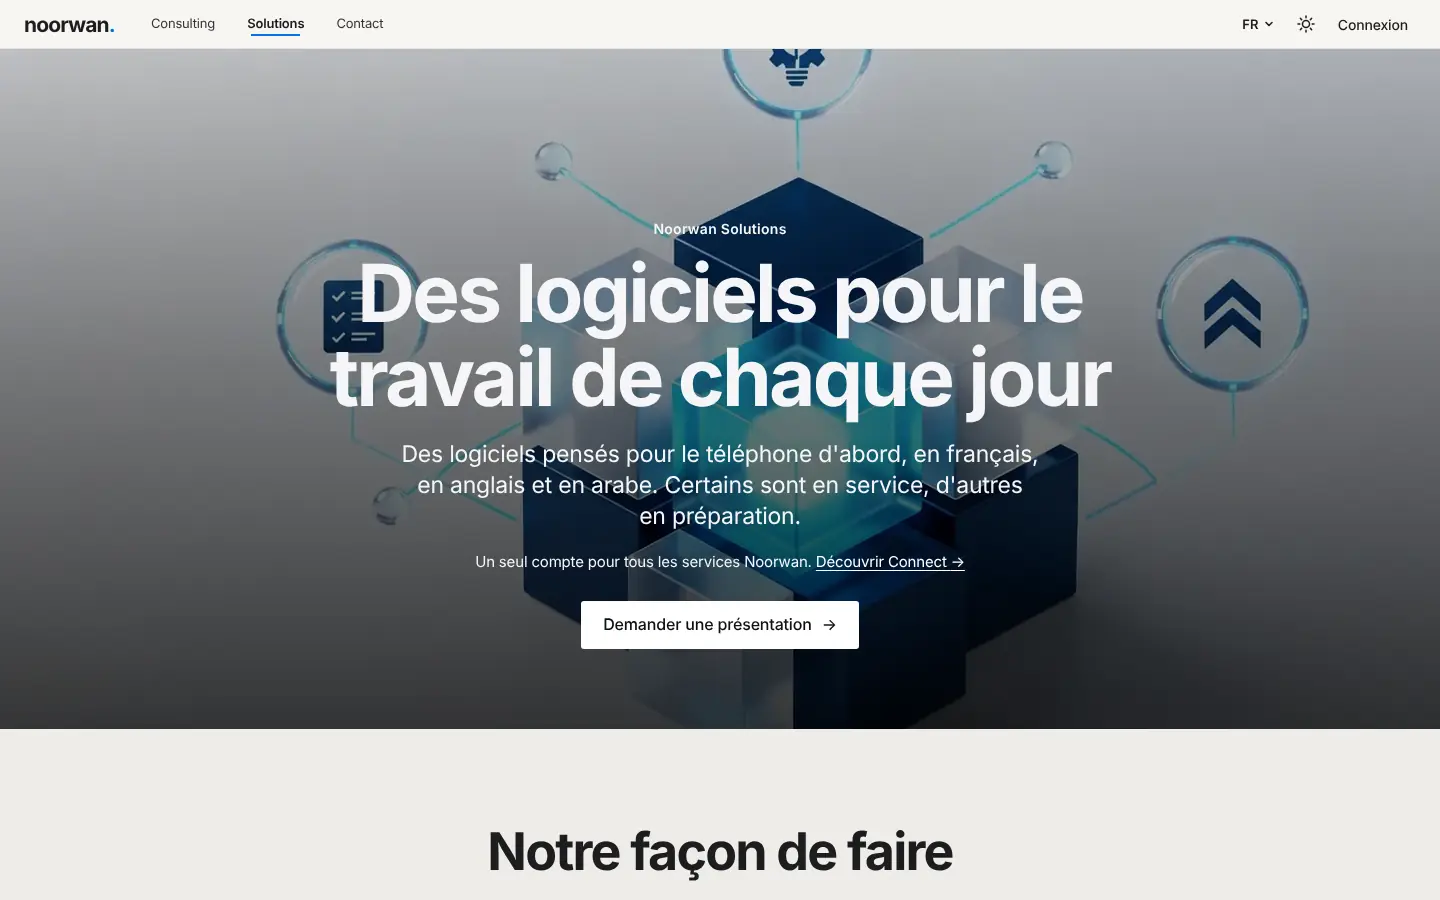 noorwan.
Consulting
Solutions
Contact
FR
Connexion
Noorwan Solutions
Des logiciels pour le
travail de chaque jour
Des logiciels pensés pour le téléphone d'abord, en français,
en anglais et en arabe. Certains sont en service, d'autres
en préparation.
Un seul compte pour tous les services Noorwan. Découvrir Connect →
Demander une présentation →
Notre façon de faire